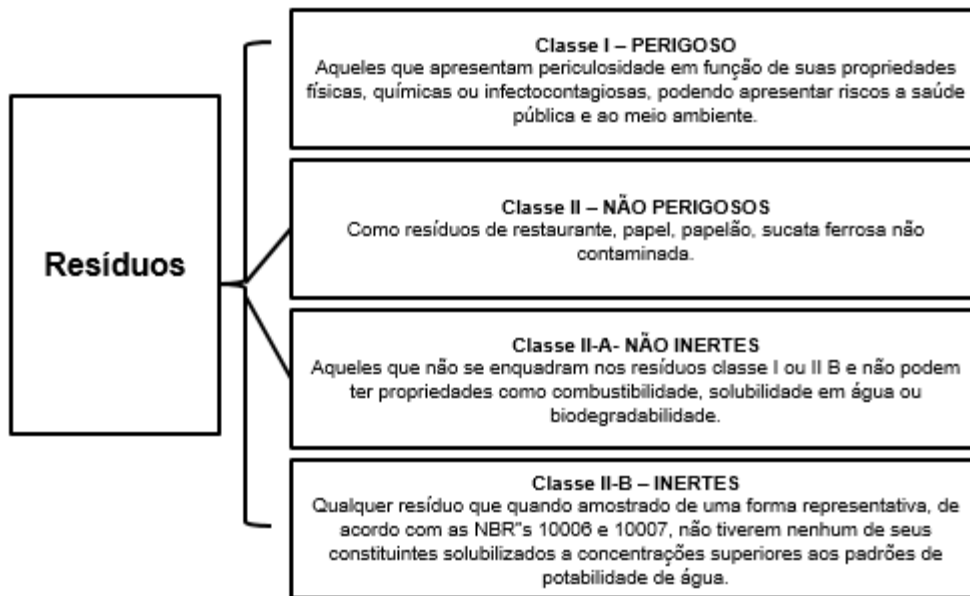 Resíduos
Classe I – PERIGOSO
Aqueles que apresentam periculosidade em função de suas propriedades
físicas, químicas ou infectocontagiosas, podendo apresentar riscos a saúde
pública e ao meio ambiente.
Classe II – NÃO PERIGOSOS
Como resíduos de restaurante, papel, papelão, sucata ferrosa não
contaminada.
Classe II-A- NÃO INERTES
Aqueles que não se enquadram nos resíduos classe I ou II B e não podem
ter propriedades como combustibilidade, solubilidade em água ou
biodegradabilidade.
Classe II-B – INERTES
Qualquer resíduo que quando amostrado de uma forma representativa, de
acordo com as NBR"s 10006 e 10007, não tiverem nenhum de seus
constituintes solubilizados a concentrações superiores aos padrões de
potabilidade de água.